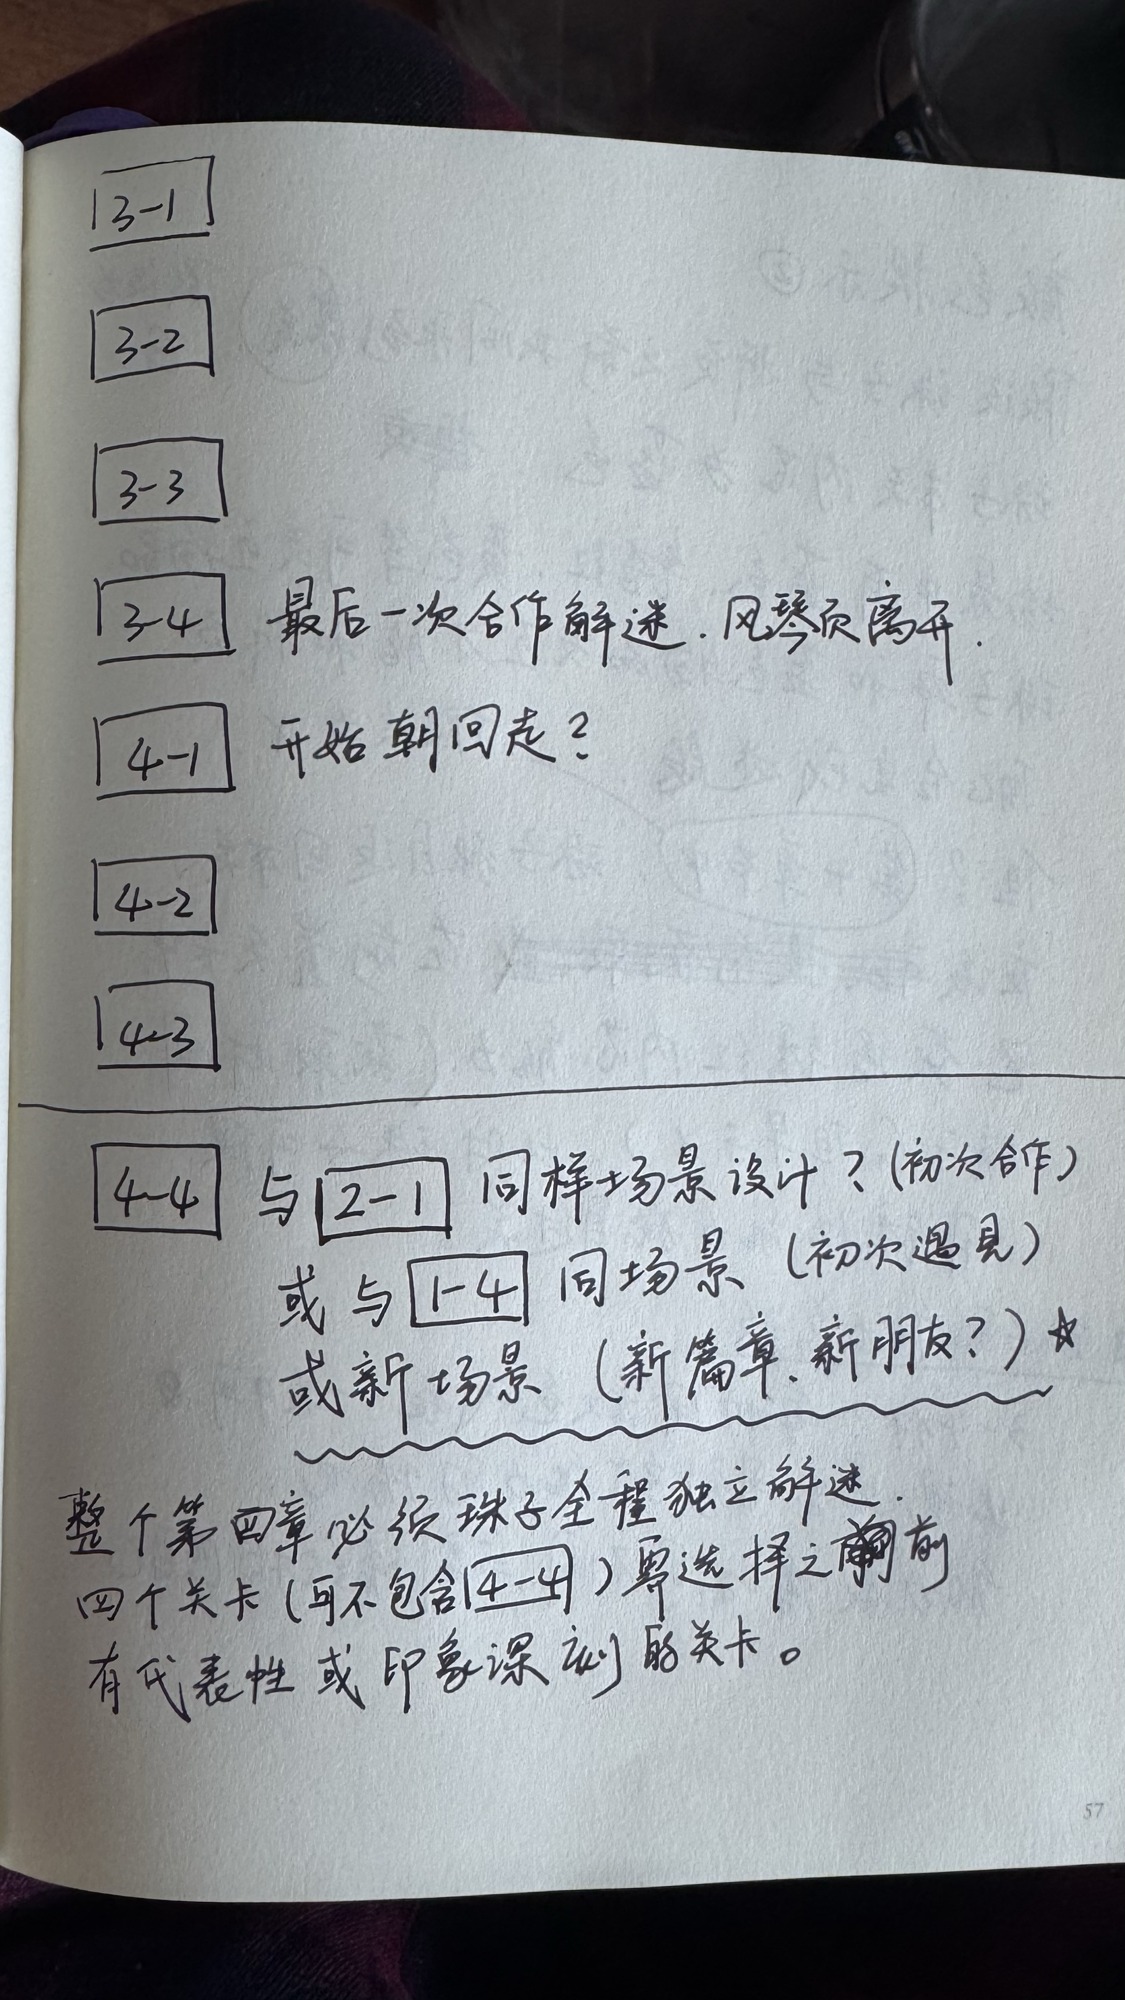 3-1
3-2
3-3
3-4 最后一次合作解迷.风琴页离开.
4-1 开始朝回走?
4-2
4-3
4-4 与 2-1 同样场景设计?(初次合作)
或与 1-4 同场景 (初次遇见)
或新场景 (新篇章.新朋友?)☆
整个第四章必须珠子全程独立解迷.
四个关卡(可不包含 4-4 )要选择之前
有代表性或印象深刻的关卡。
57